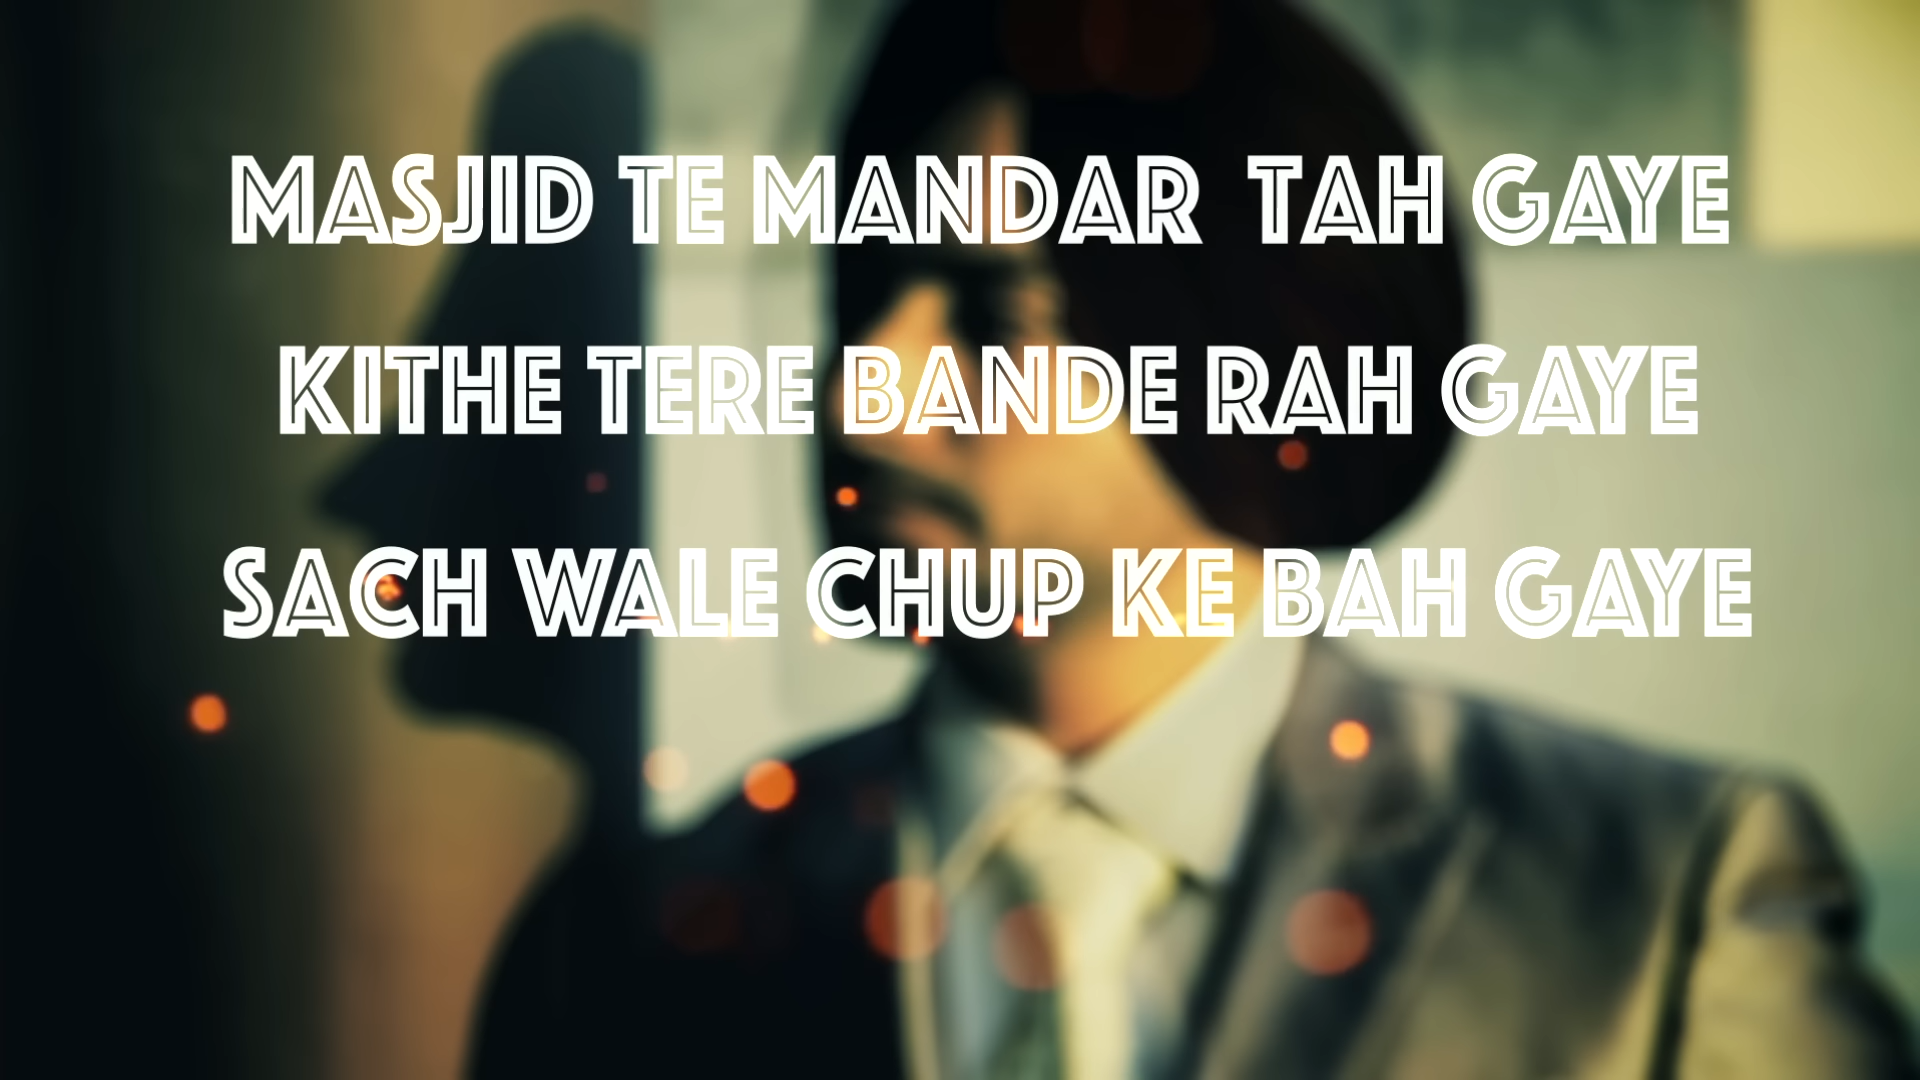 MASJID TE MANDAR TAH GAYE
KITHE TERE BANDE RAH GAYE
SACH WALE CHUP KE BAH GAYE